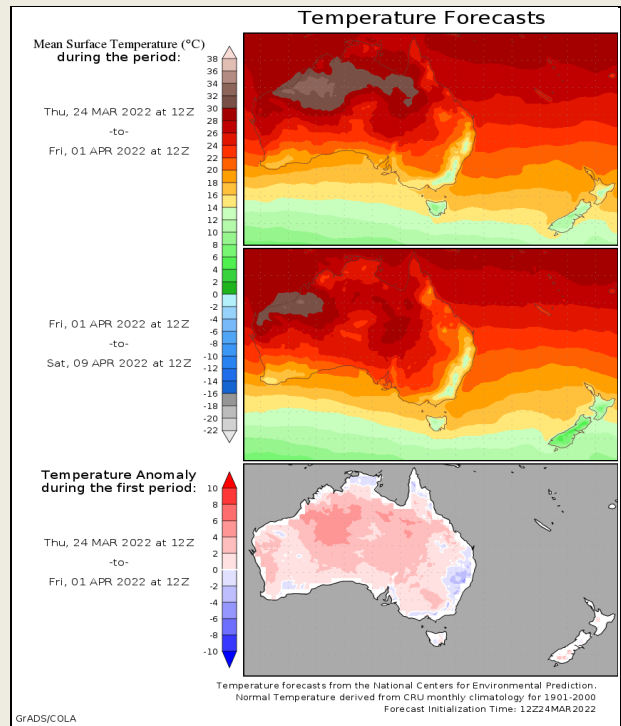 Temperature Forecasts
Mean Surface Temperature (°C)
during the period:
Thu, 24 MAR 2022 at 12Z
-to-
Fri, 01 APR 2022 at 12Z
38
36
34
32
30
28
26
24
22
20
18
16
14
12
10
8
6
4
2
0
-2
-4
-6
-8
-10
-12
-14
-16
-18
-20
-22
Fri, 01 APR 2022 at 12Z
-to-
Sat, 09 APR 2022 at 12Z
Temperature Anomaly
during the first period:
Thu, 24 MAR 2022 at 12Z
-to-
Fri, 01 APR 2022 at 12Z
10
8
6
4
2
0
-2
-4
-6
-8
-10
Temperature forecasts from the National Centers for Environmental Prediction.
Normal Temperature derived from CRU monthly climatology for 1901-2000
Forecast Initialization Time: 12Z24MAR2022
GrADS/COLA